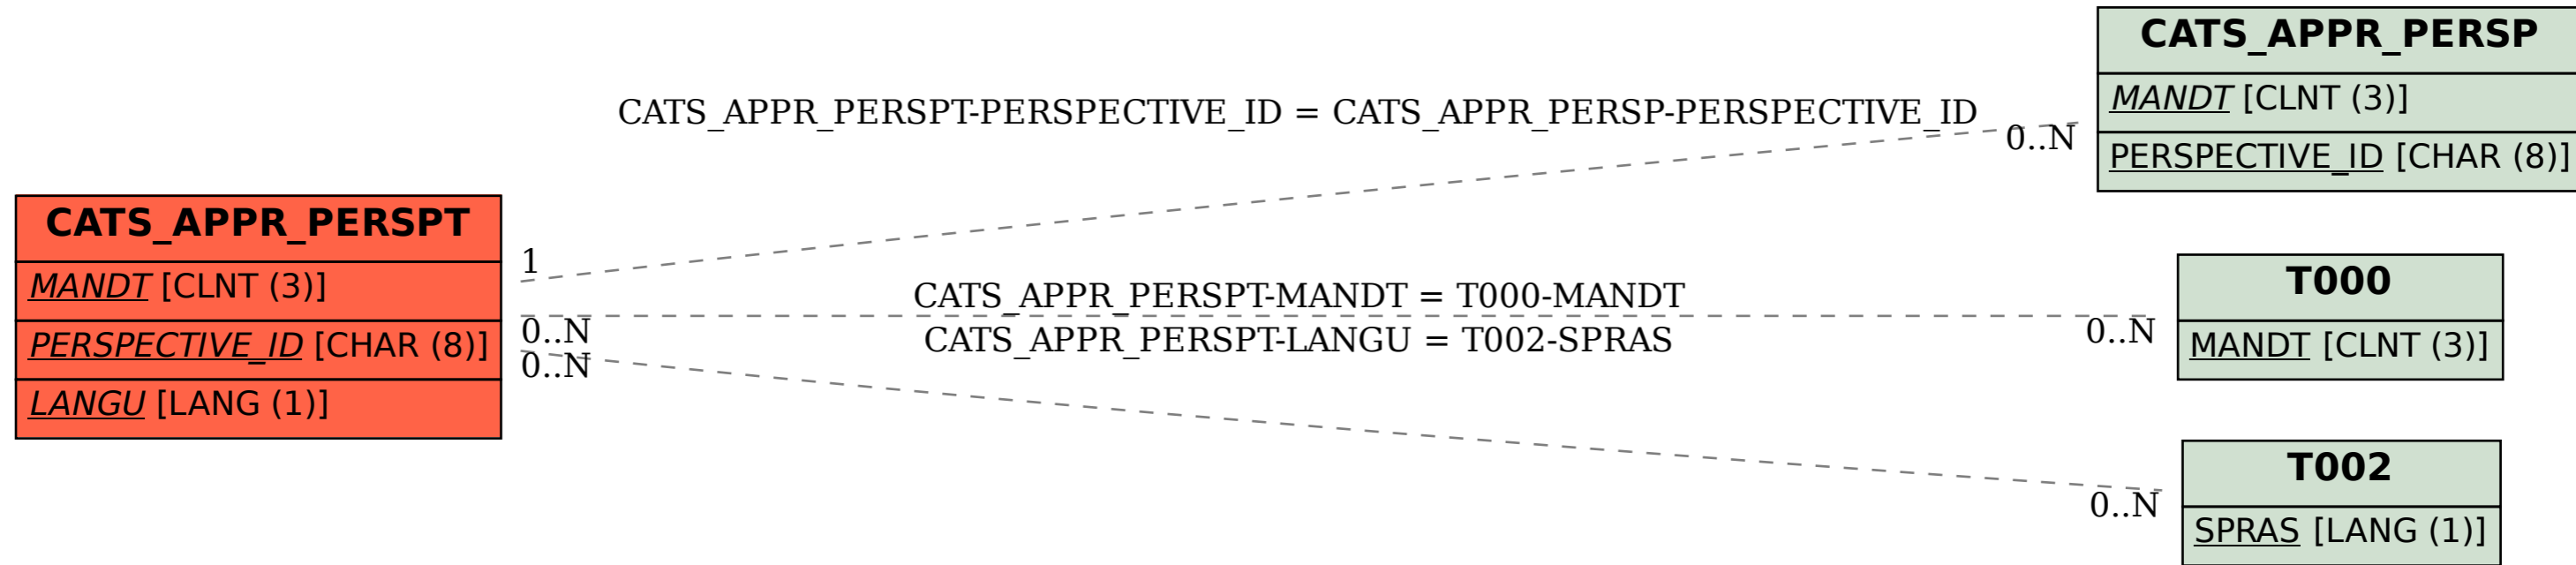 CATS_APPR_PERSPT
MANDT [CLNT (3)]
PERSPECTIVE_ID [CHAR (8)]
LANGU [LANG (1)]
CATS_APPR_PERSPT-PERSPECTIVE_ID = CATS_APPR_PERSP-PERSPECTIVE_ID
1
0..N
CATS_APPR_PERSPT-MANDT = T000-MANDT
0..N
0..N
CATS_APPR_PERSPT-LANGU = T002-SPRAS
0..N
0..N
CATS_APPR_PERSP
MANDT [CLNT (3)]
PERSPECTIVE_ID [CHAR (8)]
T000
MANDT [CLNT (3)]
T002
SPRAS [LANG (1)]